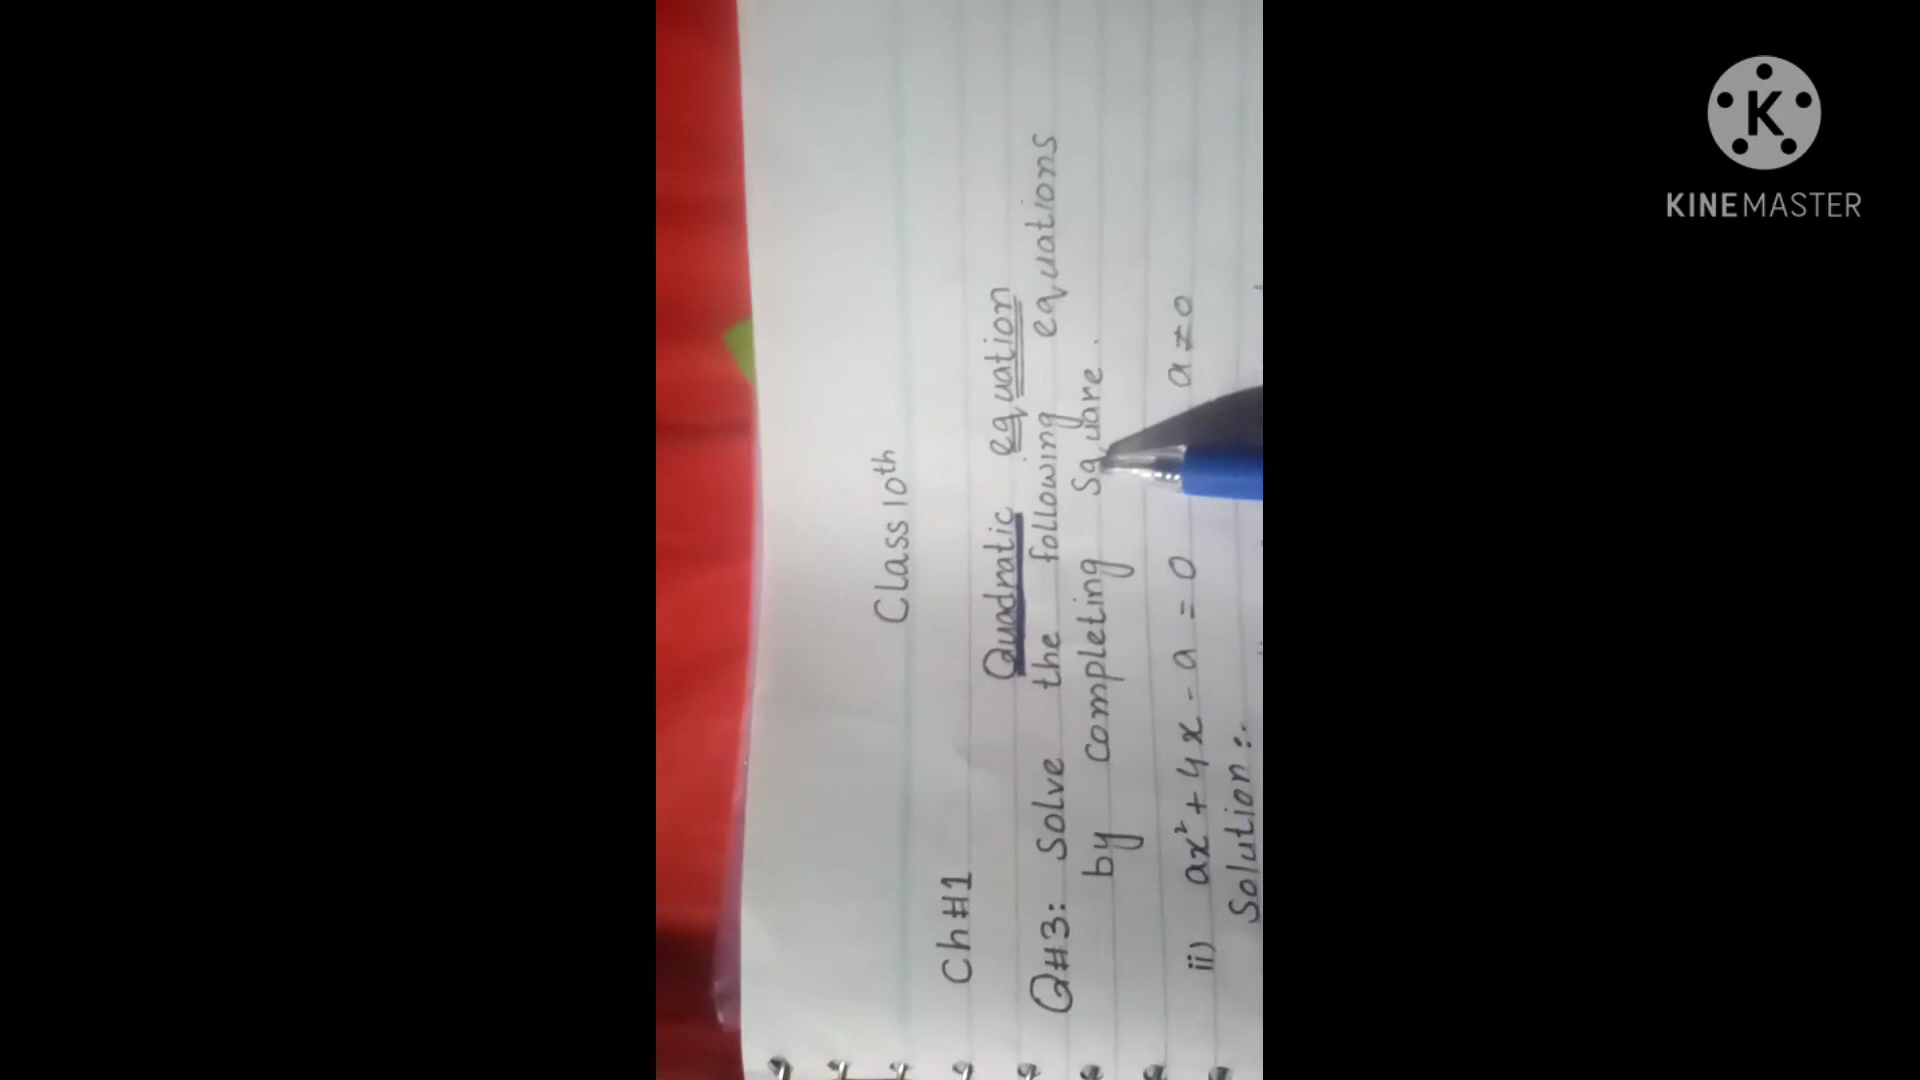 Class 10th
Ch#1
Quadratic equation
Q#3: Solve the following equations
by Completing Square.
ii) ax² + 4x - a = 0 a ≠ 0
Solution:-
K
KINEMASTER